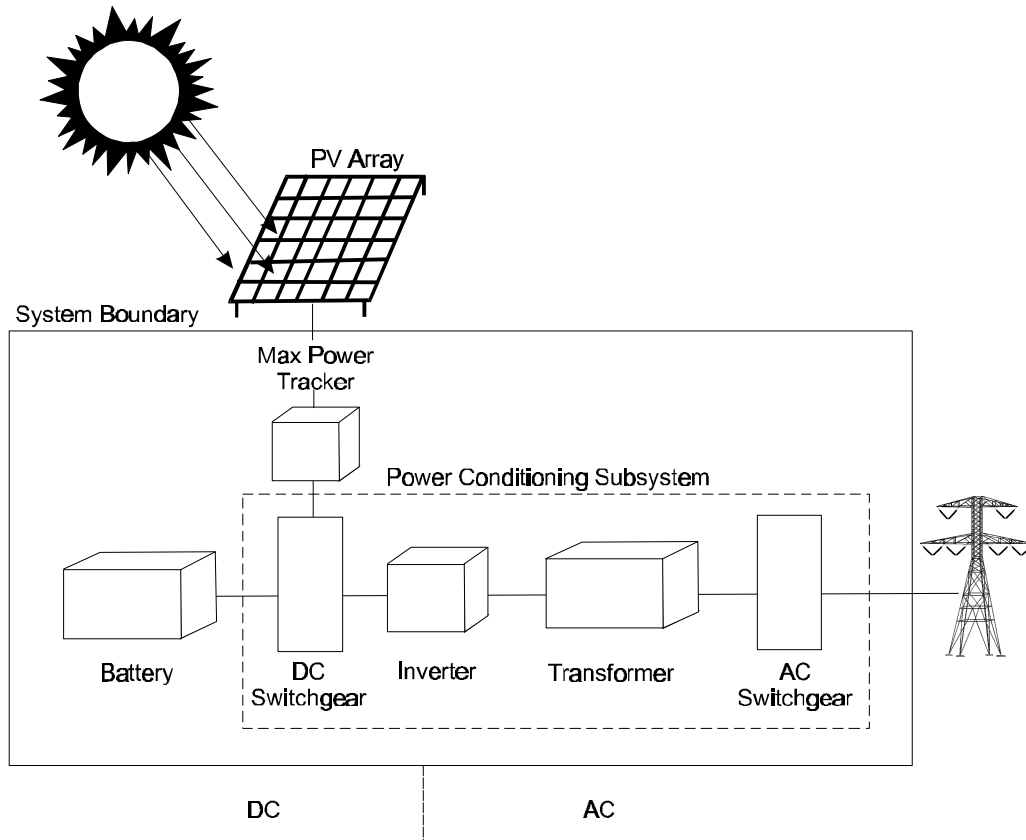 PV Array
System Boundary
Max Power
Tracker
Power Conditioning Subsystem
Battery
DC
Switchgear
Inverter
Transformer
AC
Switchgear
DC
AC